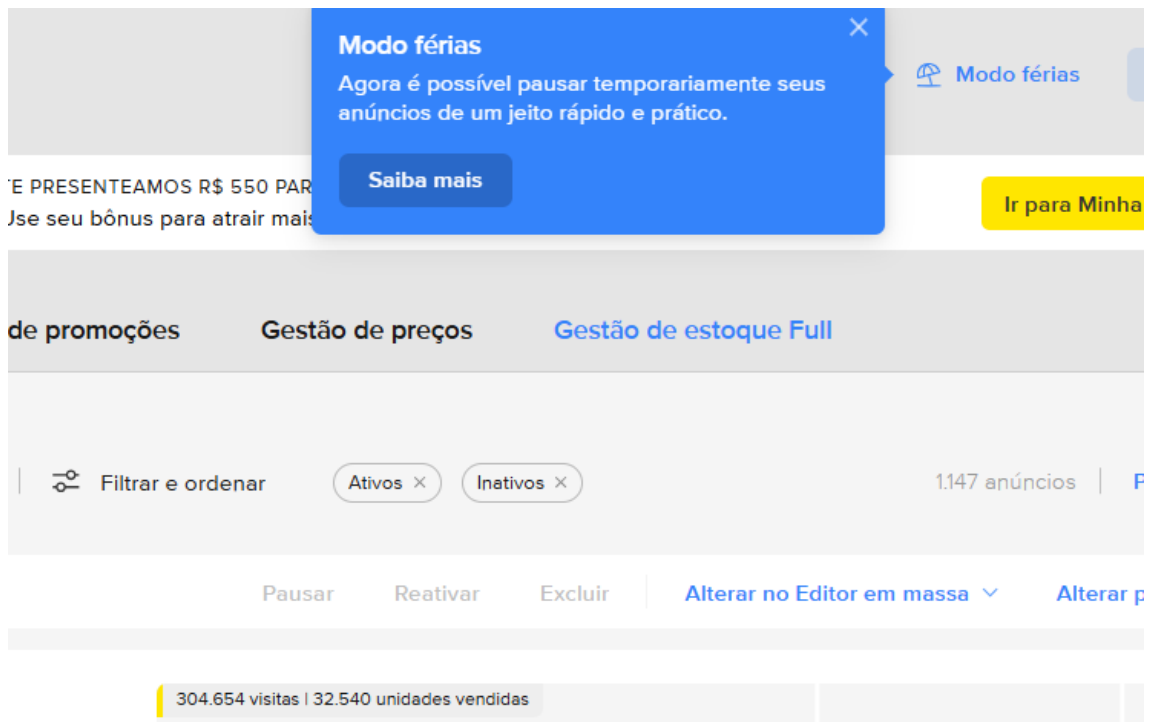 Modo férias
Agora é possível pausar temporariamente seus
anúncios de um jeito rápido e prático.
Saiba mais
Modo férias
TE PRESENTEAMOS R$ 550 PAR
Use seu bônus para atrair mais
Ir para Minha
de promoções Gestão de preços Gestão de estoque Full
Filtrar e ordenar Ativos × Inativos × 1.147 anúncios P
Pausar Reativar Excluir Alterar no Editor em massa Alterar p
304.654 visitas | 32.540 unidades vendidas